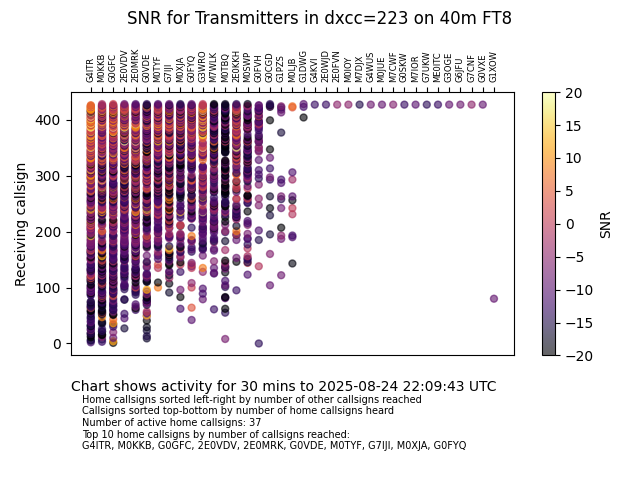 SNR for Transmitters in dxcc=223 on 40m FT8
G4ITR M0KKB G0GFC 2E0VDV 2E0MRK G0VDE M0TYF G7IJI M0XJA G0FYQ G3WRO M7WLK M0TBQ 2E0KKH M0SWP G0FVH G0CGD G1PZS M0LJB G1DWG G4KVI 2E0WJD 2E0FVN M0IOY M7DJX G4WUS M0JUE M7CWF G0SKW M7IOR G7UKW ME0ITC G3OGE G6JFU G7CNF G0VXE G1XOW
400
300
200
100
0
Receiving callsign
20
15
10
5
0
−5
−10
−15
−20
SNR
Chart shows activity for 30 mins to 2025-08-24 22:09:43 UTC
Home callsigns sorted left-right by number of other callsigns reached
Callsigns sorted top-bottom by number of home callsigns heard
Number of active home callsigns: 37
Top 10 home callsigns by number of callsigns reached:
G4ITR, M0KKB, G0GFC, 2E0VDV, 2E0MRK, G0VDE, M0TYF, G7IJI, M0XJA, G0FYQ